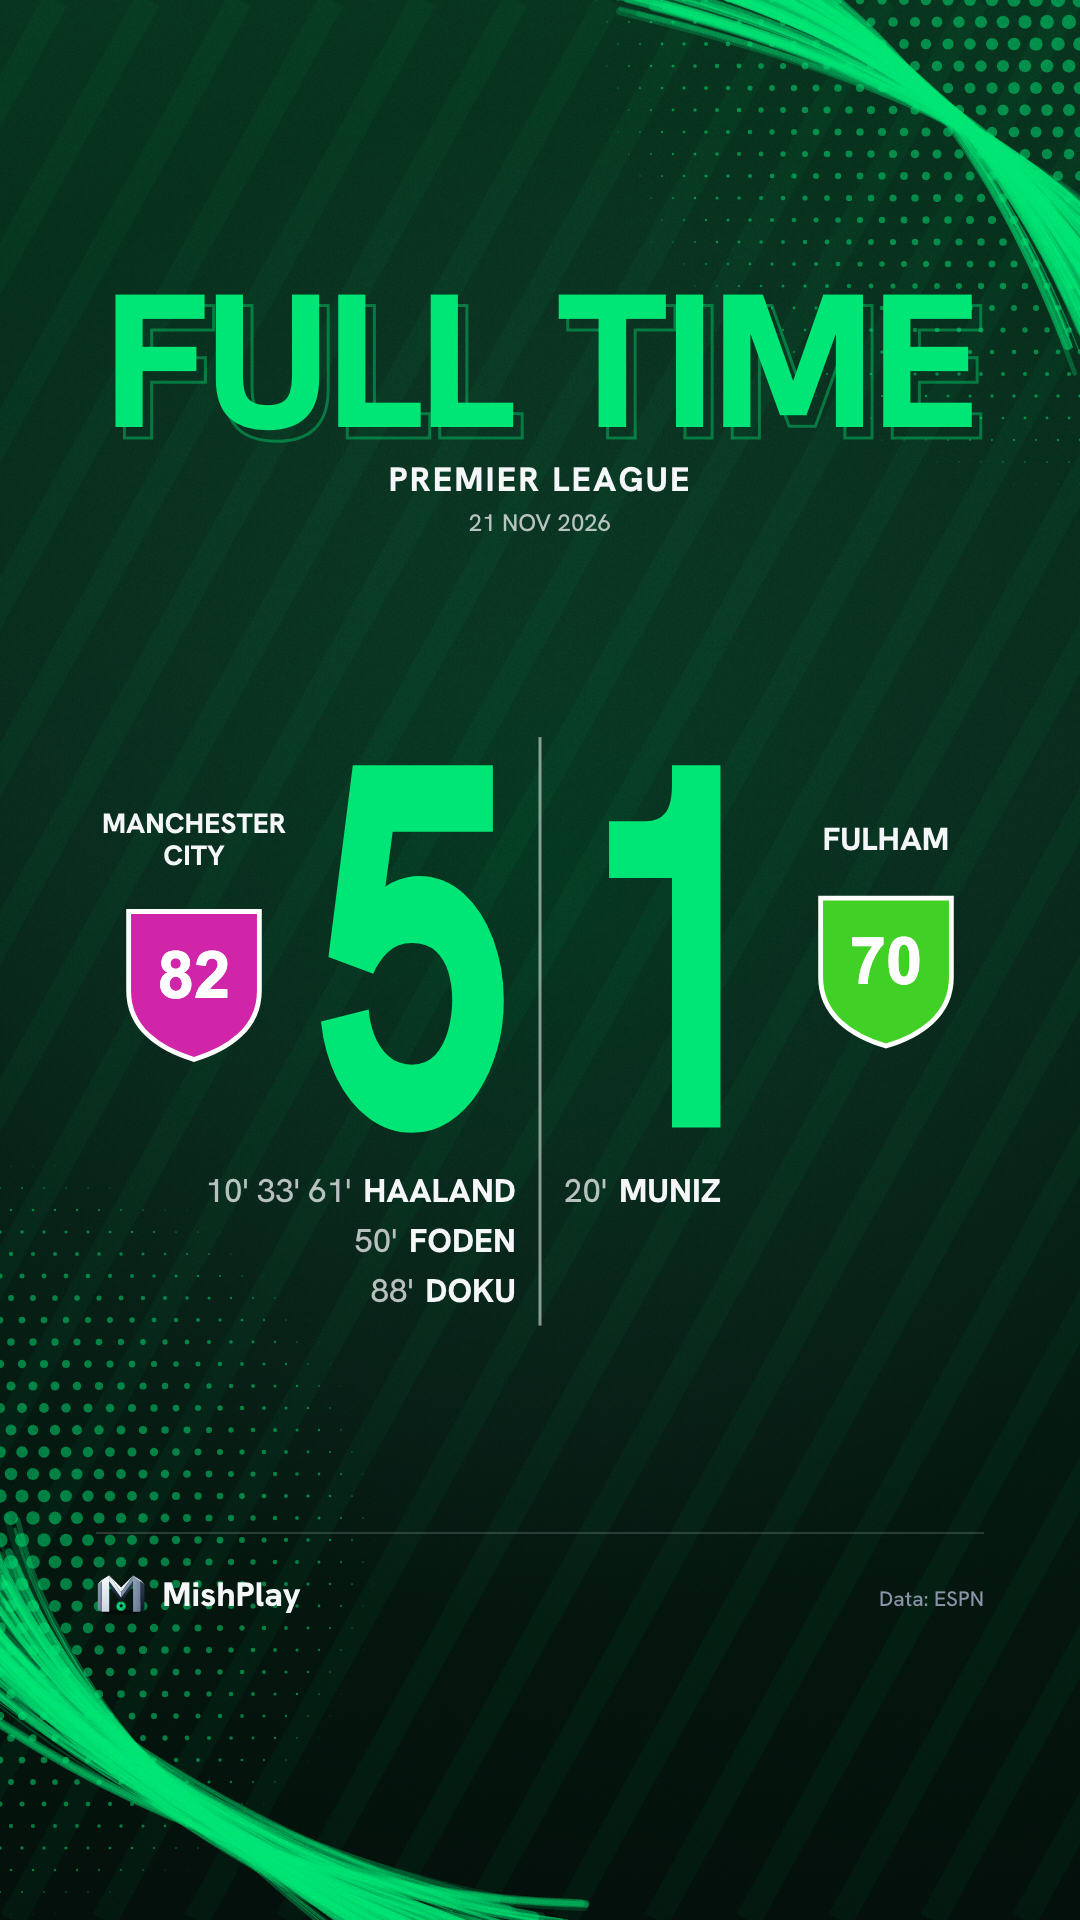 FULL TIME
PREMIER LEAGUE
21 NOV 2026
MANCHESTER
CITY
82
5
1
FULHAM
70
10' 33' 61' HAALAND
50' FODEN
88' DOKU
20' MUNIZ
MishPlay
Data: ESPN